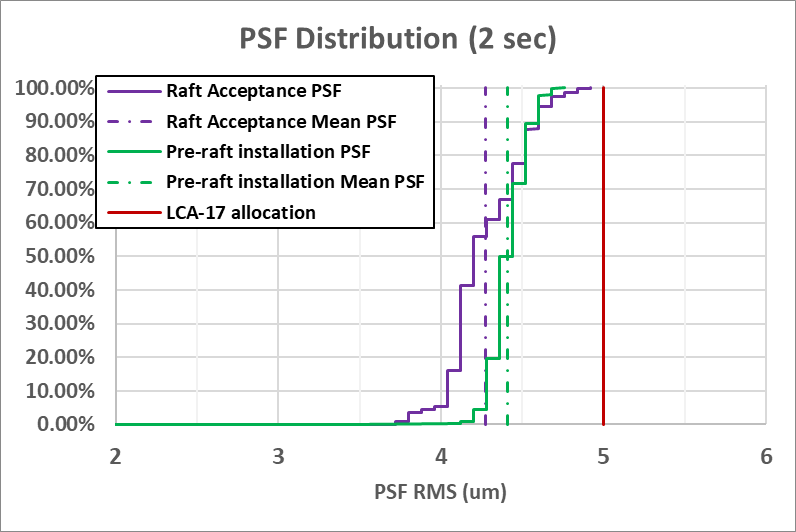 PSF Distribution (2 sec)
100.00%
90.00%
80.00%
70.00%
60.00%
50.00%
40.00%
30.00%
20.00%
10.00%
0.00%
Raft Acceptance PSF
Raft Acceptance Mean PSF
Pre-raft installation PSF
Pre-raft installation Mean PSF
LCA-17 allocation
2 3 4 5 6
PSF RMS (um)